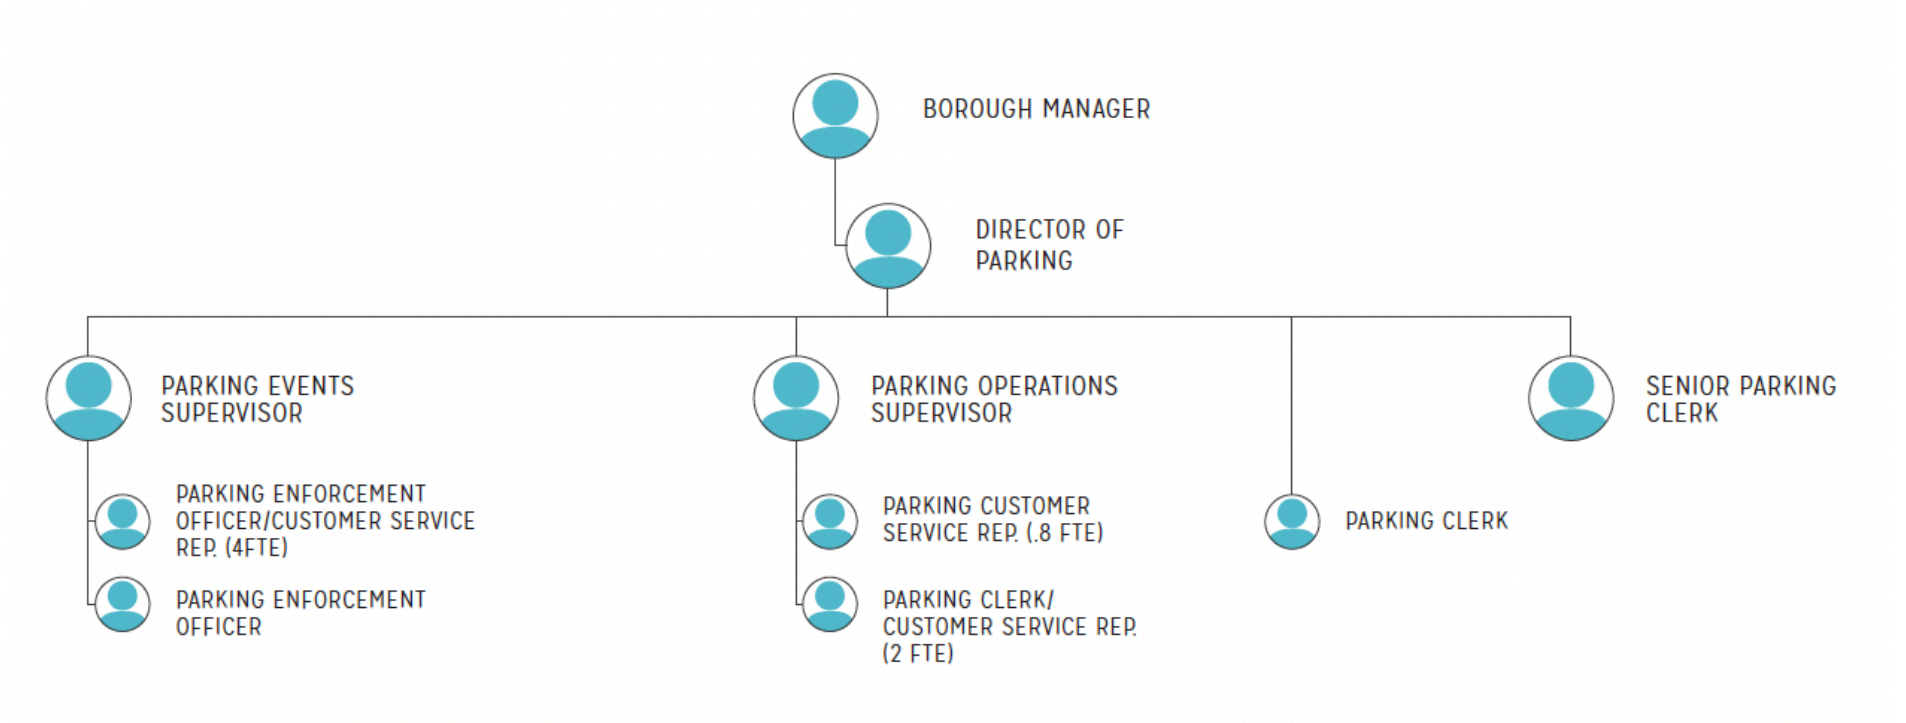 BOROUGH MANAGER
DIRECTOR OF
PARKING
PARKING EVENTS
SUPERVISOR
PARKING ENFORCEMENT
OFFICER/CUSTOMER SERVICE
REP. (4FTE)
PARKING ENFORCEMENT
OFFICER
PARKING OPERATIONS
SUPERVISOR
PARKING CUSTOMER
SERVICE REP. (.8 FTE)
PARKING CLERK/
CUSTOMER SERVICE REP.
(2 FTE)
PARKING CLERK
SENIOR PARKING
CLERK